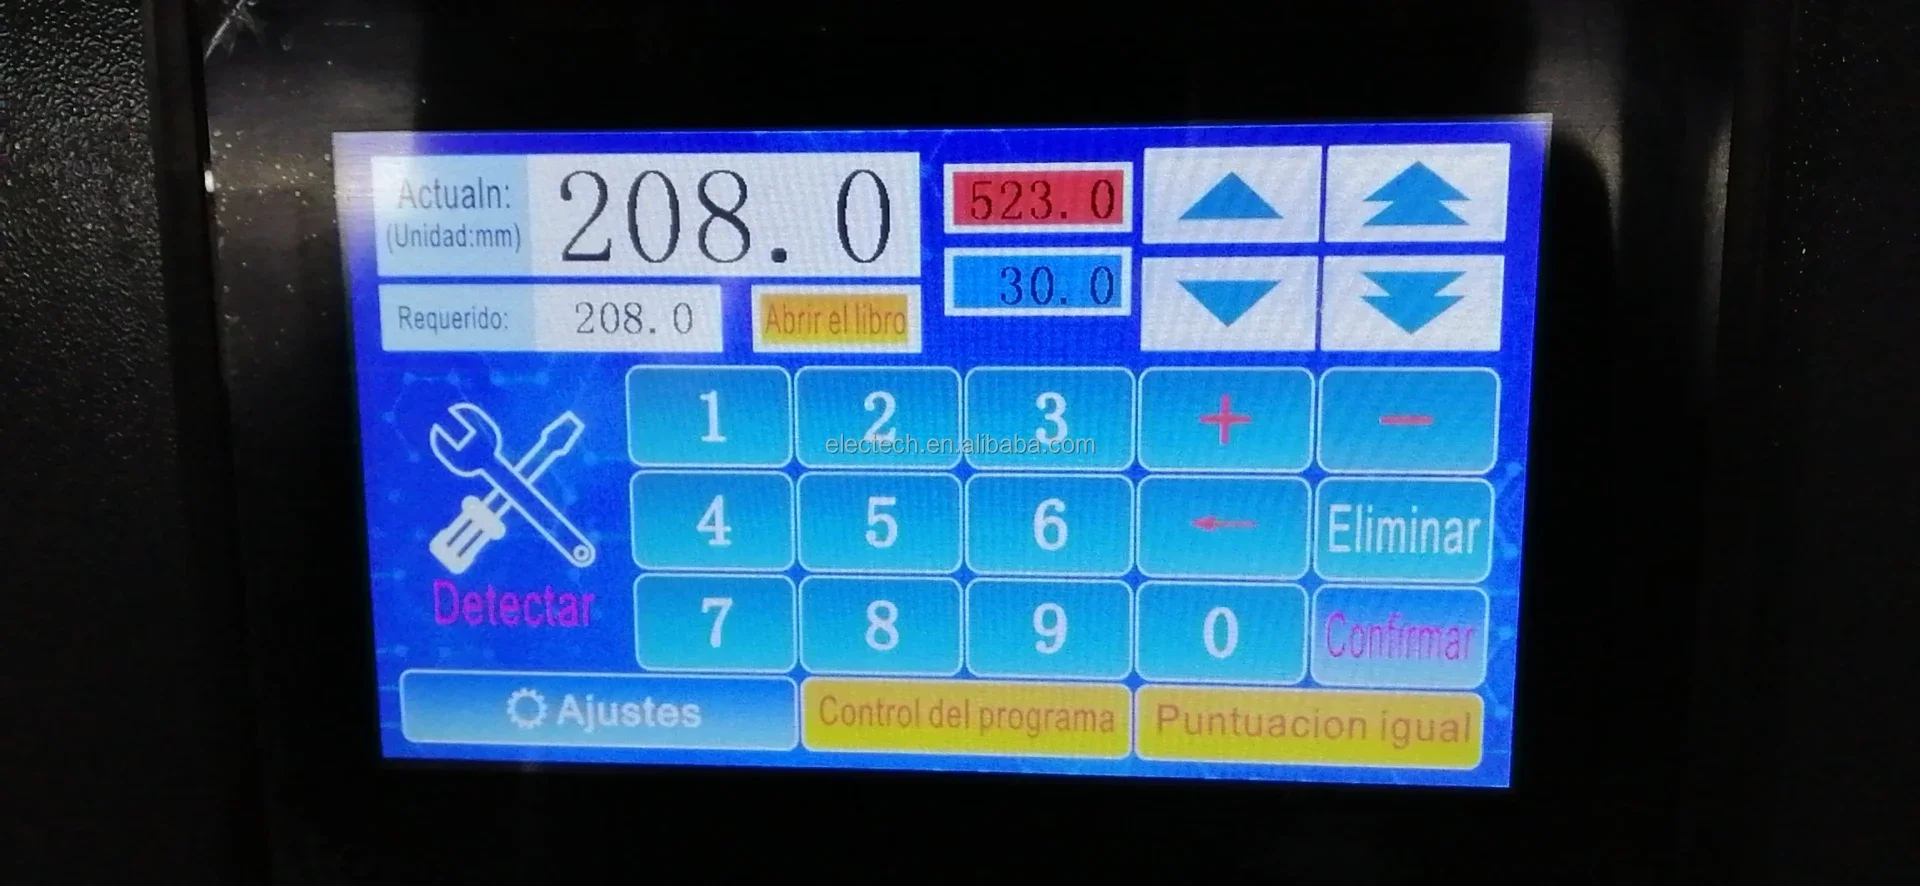 Actualn:
(Unidad:mm)
208.0
523.0
30.0
Requerido:
208.0
Abrir el libro
1 2 3 + −
electech.en.alibaba.com
4 5 6 ← Eliminar
Detectar
7 8 9 0 Confirmar
Ajustes
Control del programa
Puntuacion igual